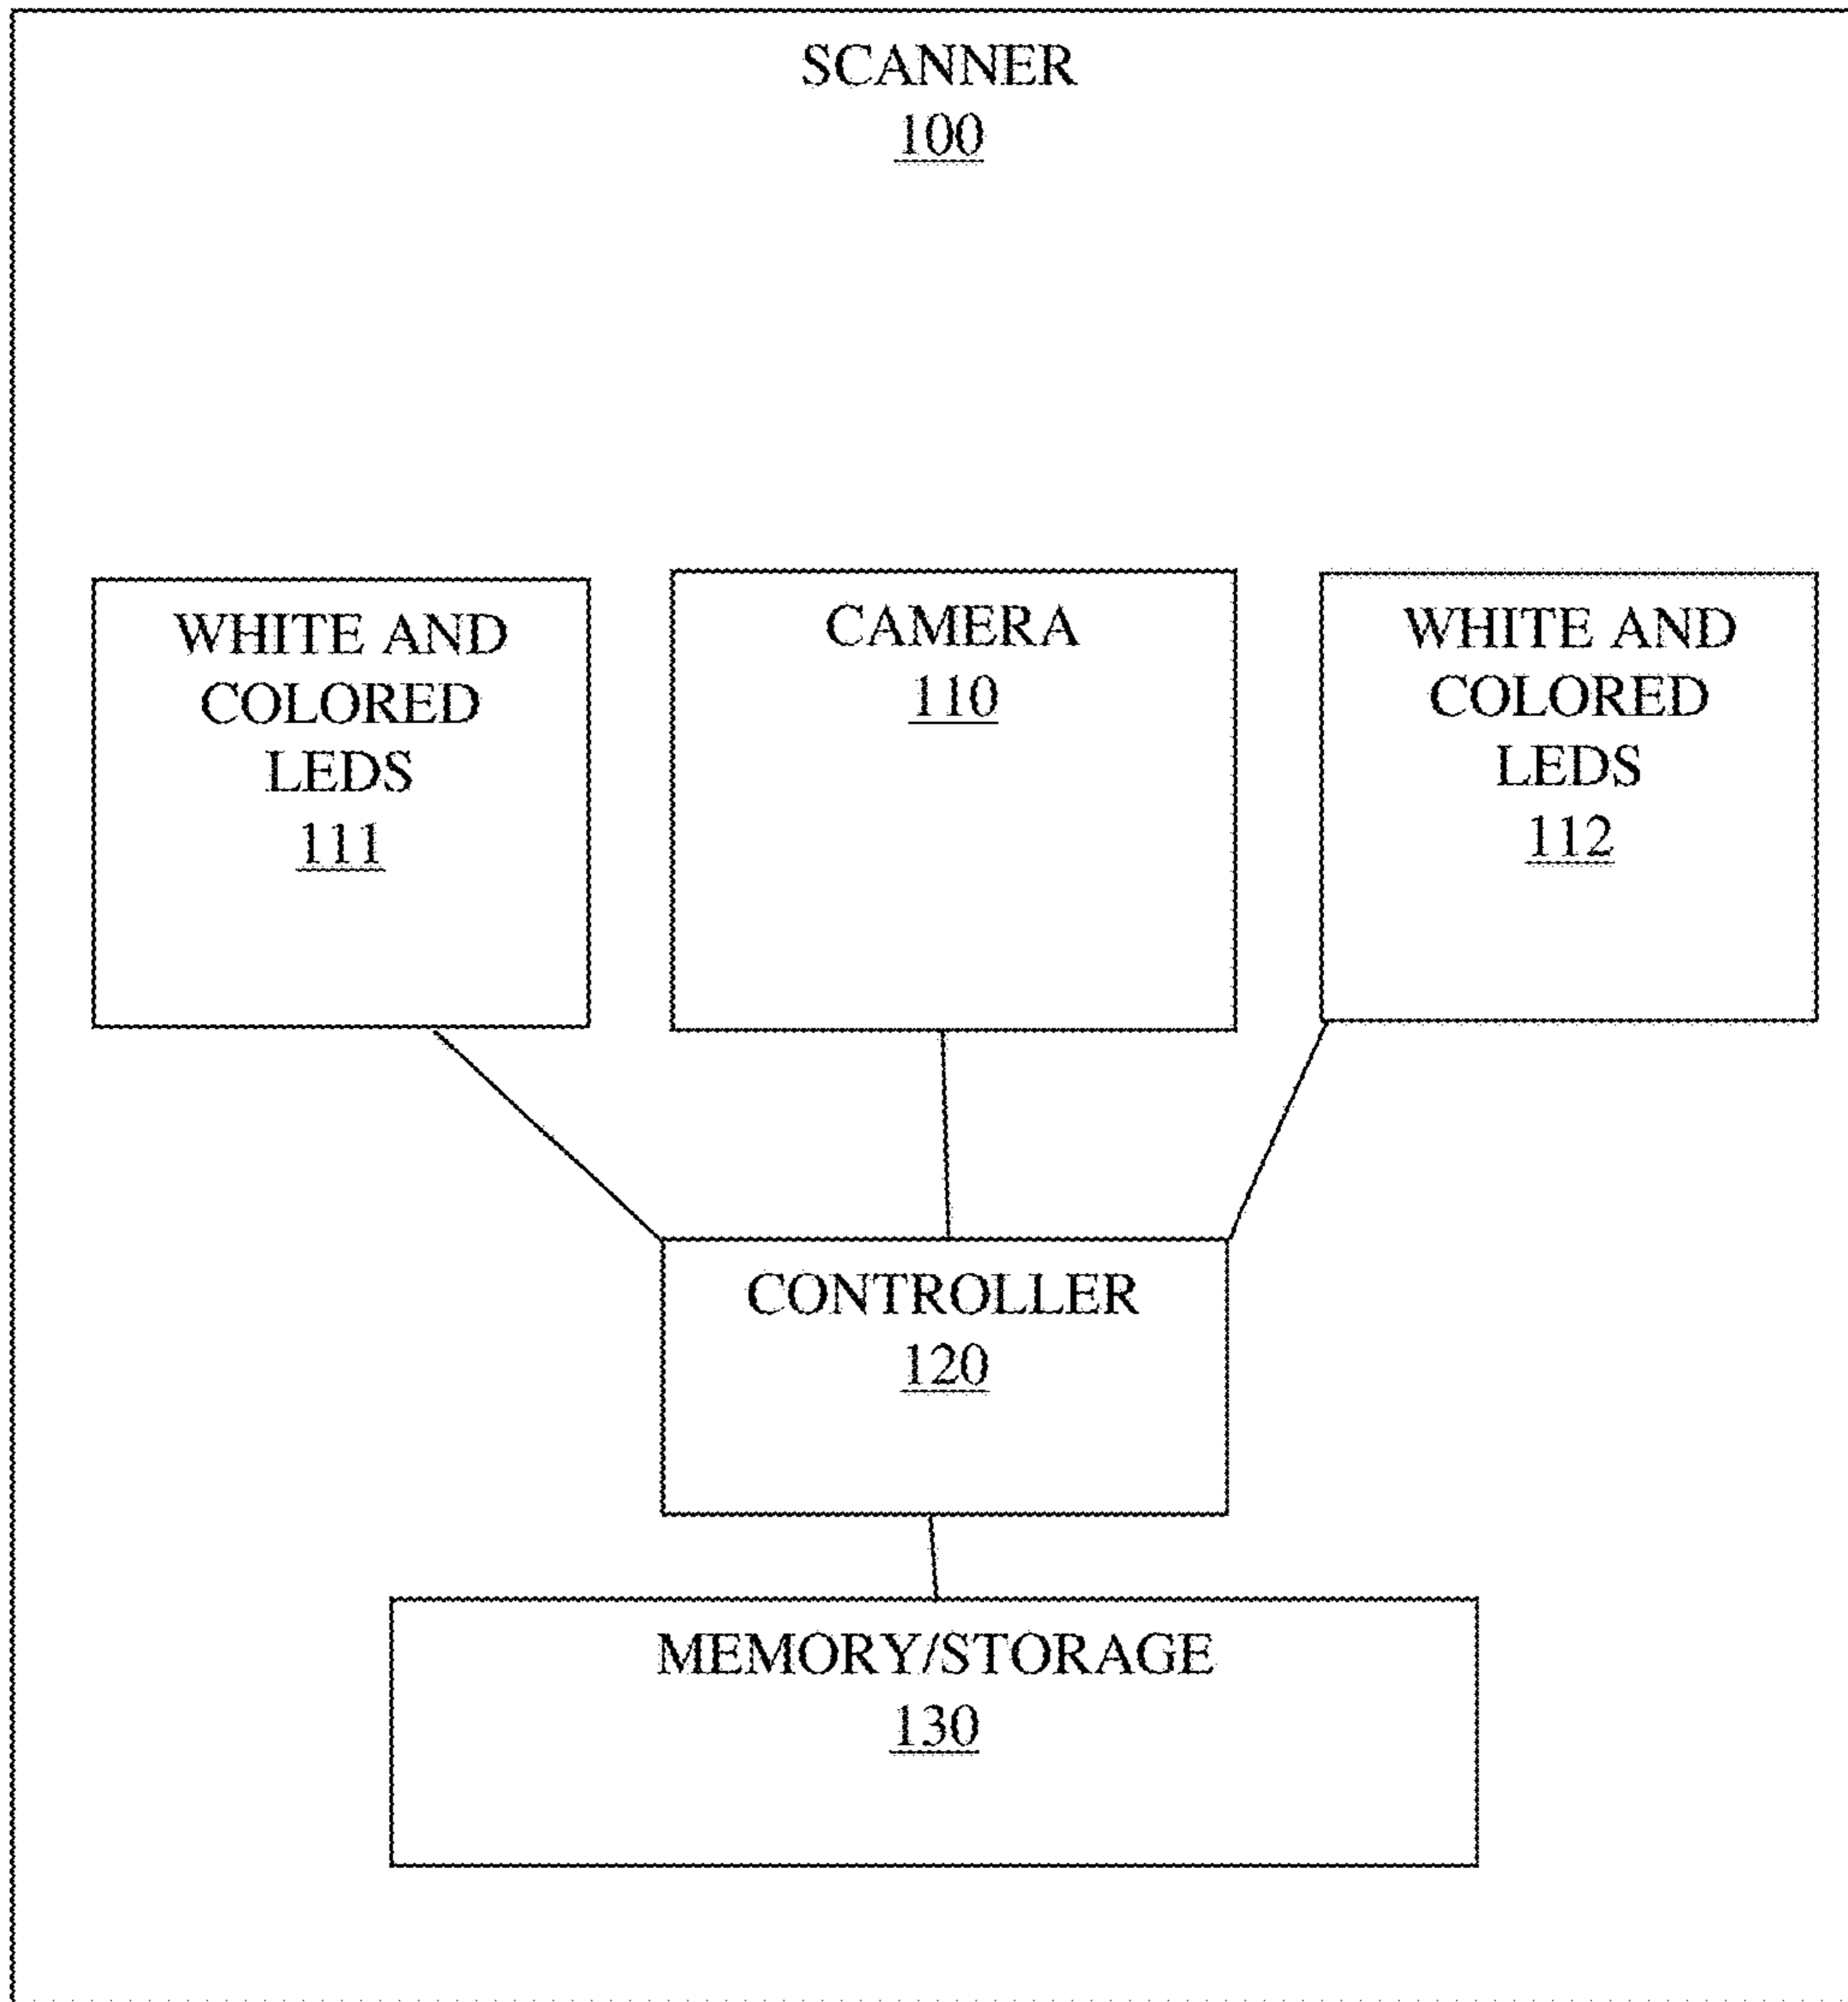 SCANNER
100
WHITE AND
COLORED
LEDS
111
CAMERA
110
WHITE AND
COLORED
LEDS
112
CONTROLLER
120
MEMORY/STORAGE
130